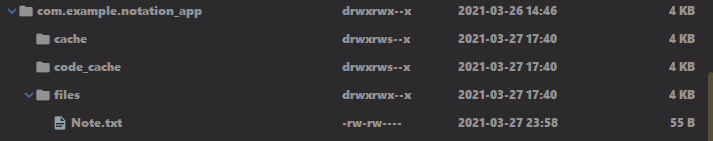 com.example.notation_app drwxrwx--x 2021-03-26 14:46 4 KB
cache drwxrws--x 2021-03-27 17:40 4 KB
code_cache drwxrws--x 2021-03-27 17:40 4 KB
files drwxrwx--x 2021-03-27 17:40 4 KB
Note.txt -rw-rw---- 2021-03-27 23:58 55 B